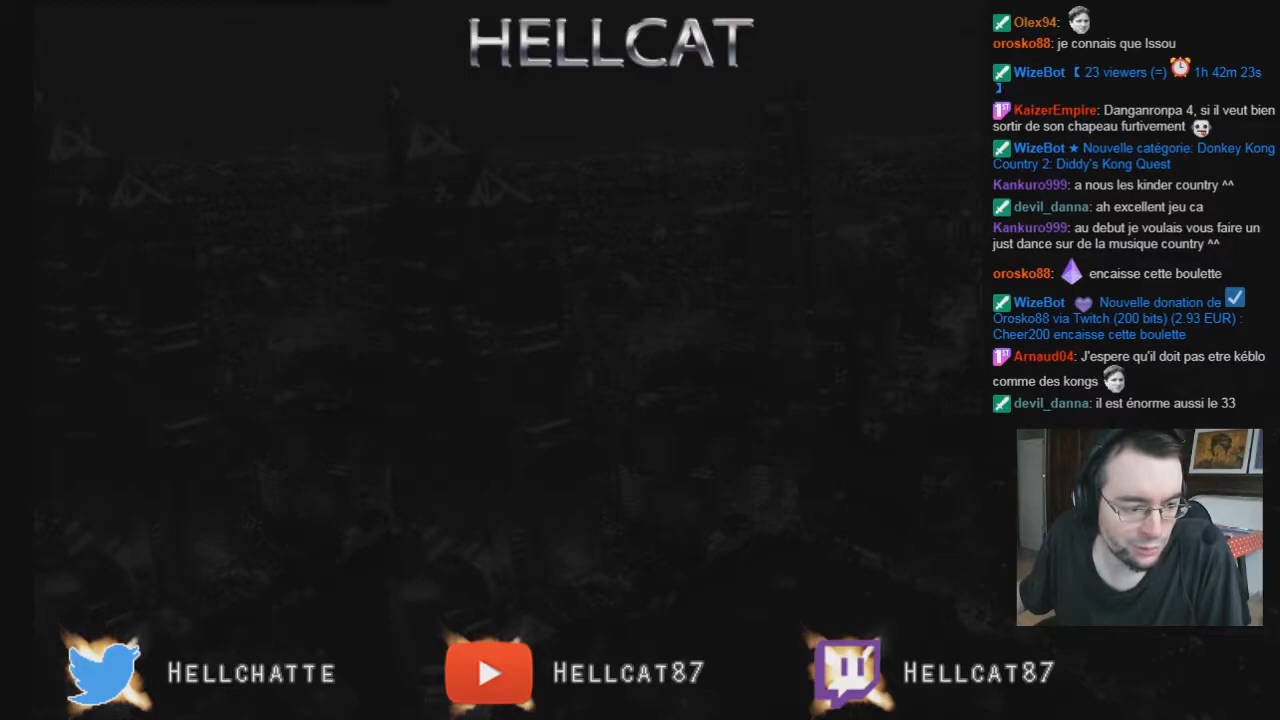 HELLCAT
Olex94:
orosko88: je connais que Issou
WizeBot 【 23 viewers (=) 1h 42m 23s
】
KaizerEmpire: Danganronpa 4, si il veut bien
sortir de son chapeau furtivement
WizeBot ★ Nouvelle catégorie: Donkey Kong
Country 2: Diddy's Kong Quest
Kankuro999: a nous les kinder country ^^
devil_danna: ah excellent jeu ca
Kankuro999: au debut je voulais vous faire un
just dance sur de la musique country ^^
orosko88: encaisse cette boulette
WizeBot Nouvelle donation de
Orosko88 via Twitch (200 bits) (2.93 EUR) :
Cheer200 encaisse cette boulette
Arnaud04: J'espere qu'il doit pas etre kéblo
comme des kongs
devil_danna: il est énorme aussi le 33
HELLCHATTE
HELLCAT87
HELLCAT87